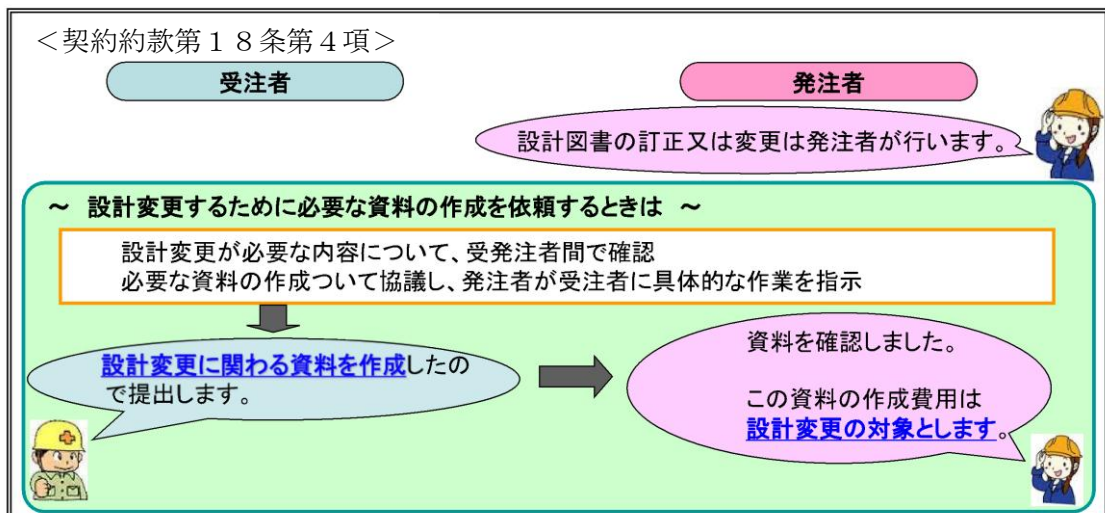 ＜契約約款第１８条第４項＞
受注者
発注者
設計図書の訂正又は変更は発注者が行います。
～ 設計変更するために必要な資料の作成を依頼するときは ～
設計変更が必要な内容について、受発注者間で確認
必要な資料の作成ついて協議し、発注者が受注者に具体的な作業を指示
設計変更に関わる資料を作成したの
で提出します。
資料を確認しました。
この資料の作成費用は
設計変更の対象とします。